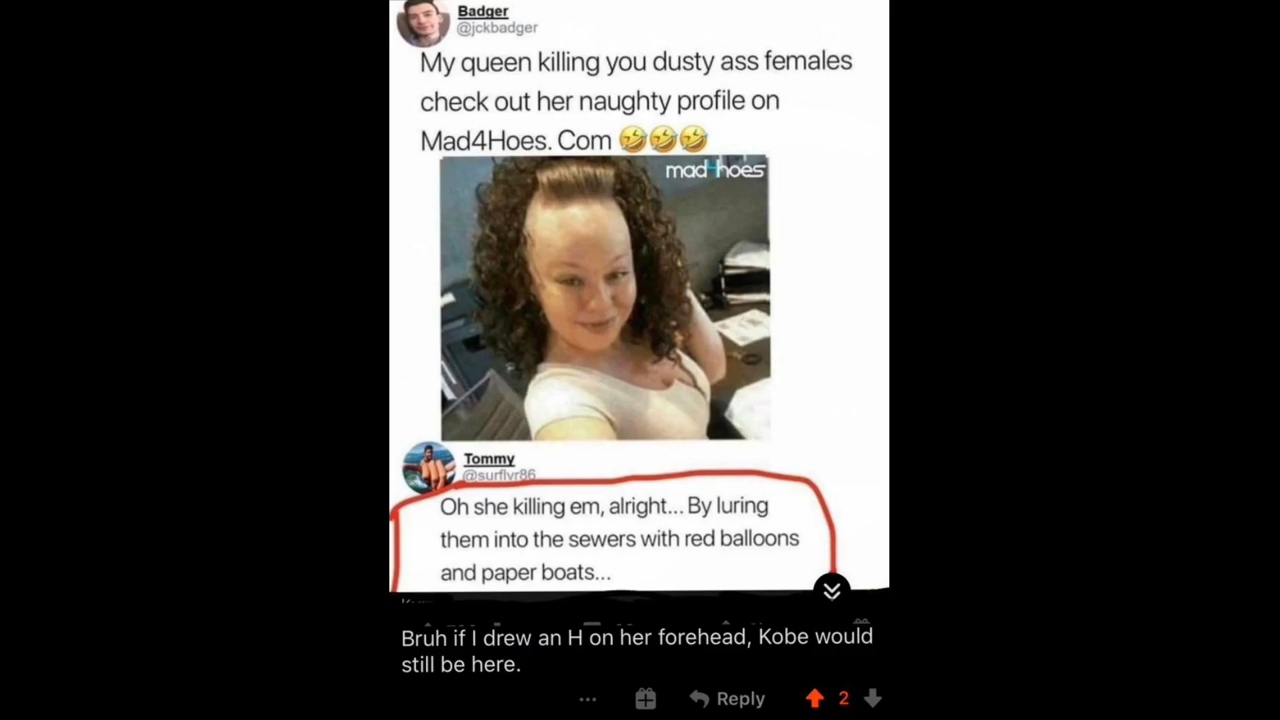 Badger
@jckbadger
My queen killing you dusty ass females
check out her naughty profile on
Mad4Hoes. Com 🤣🤣🤣
mad4hoes
Tommy
@surflvr86
Oh she killing em, alright... By luring
them into the sewers with red balloons
and paper boats...
Bruh if I drew an H on her forehead, Kobe would
still be here.
Reply
2